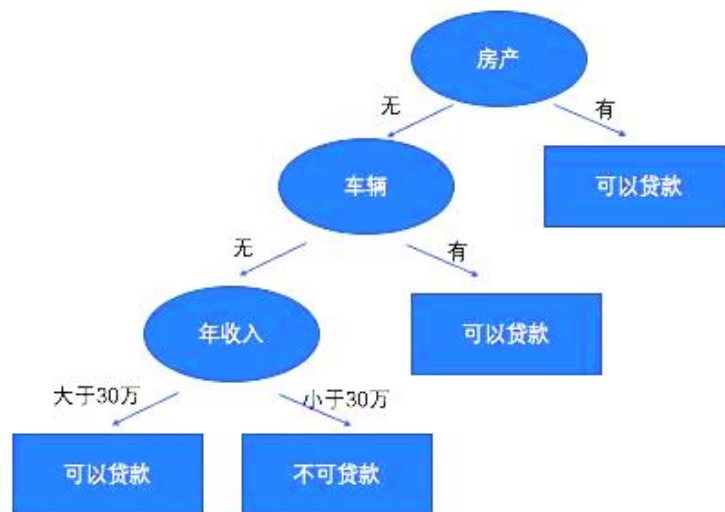 房产
无
有
车辆
可以贷款
无
有
年收入
可以贷款
大于30万
小于30万
可以贷款
不可贷款